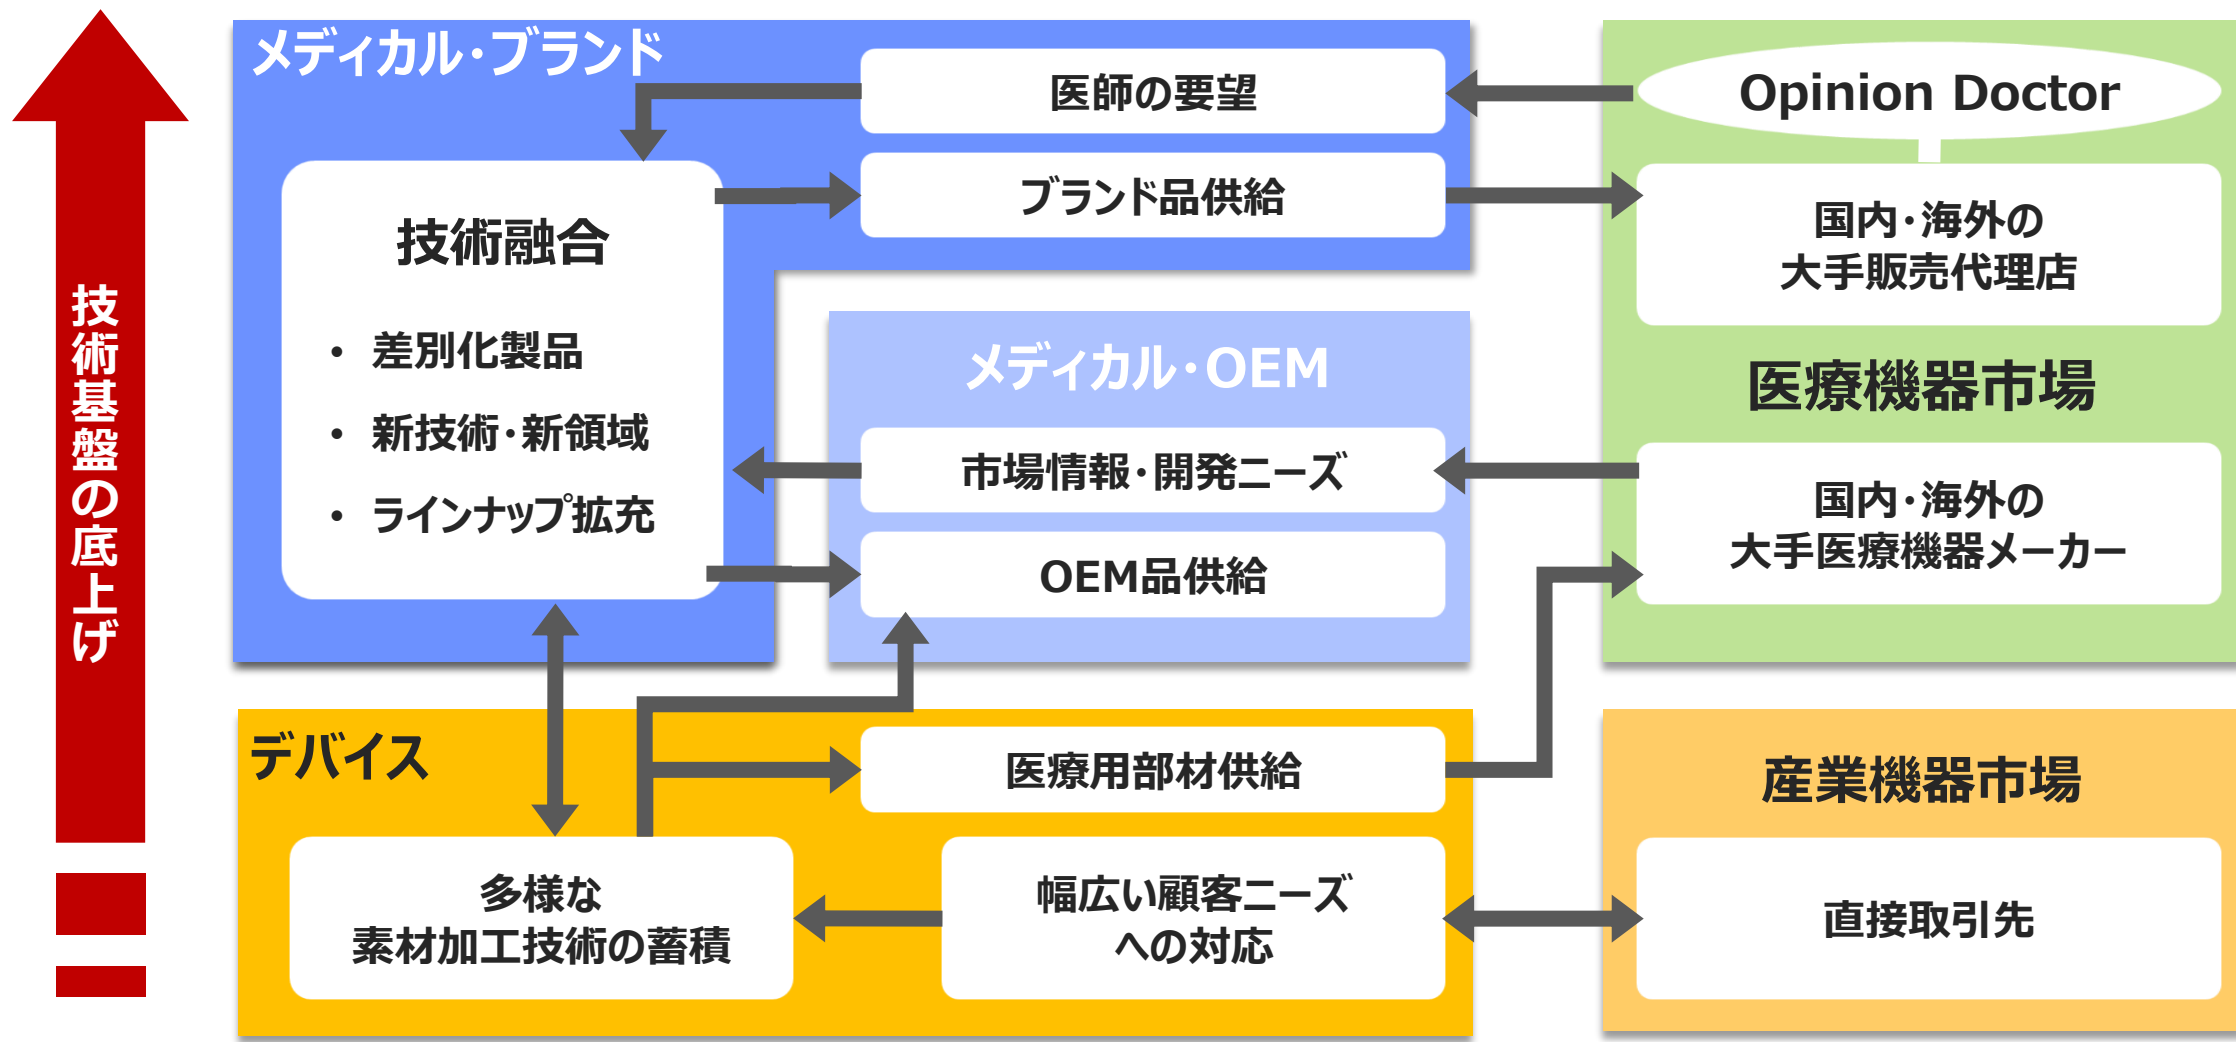 技術基盤の底上げ
メディカル・ブランド
医師の要望
ブランド品供給
技術融合
• 差別化製品
• 新技術・新領域
• ラインナップ拡充
メディカル・OEM
市場情報・開発ニーズ
OEM品供給
Opinion Doctor
国内・海外の
大手販売代理店
医療機器市場
国内・海外の
大手医療機器メーカー
デバイス
医療用部材供給
多様な
素材加工技術の蓄積
幅広い顧客ニーズ
への対応
産業機器市場
直接取引先